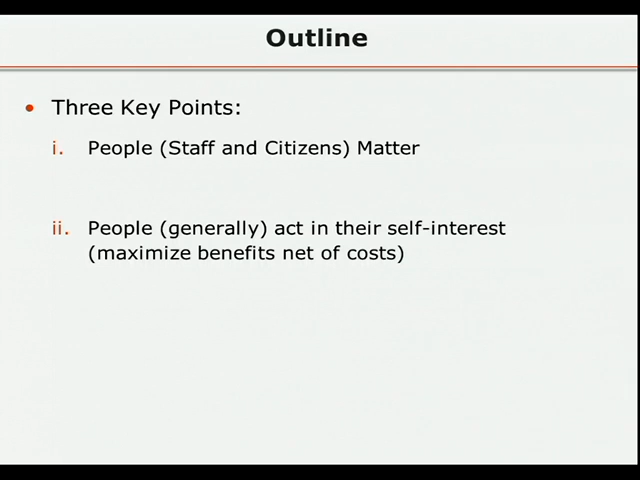 Outline
• Three Key Points:
i. People (Staff and Citizens) Matter
ii. People (generally) act in their self-interest
(maximize benefits net of costs)